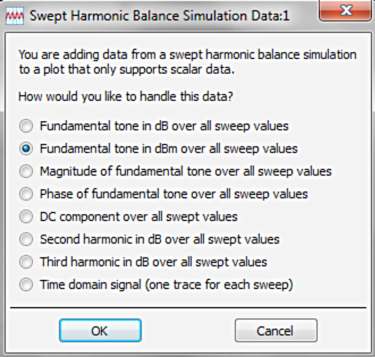 Swept Harmonic Balance Simulation Data:1
You are adding data from a swept harmonic balance simulation
to a plot that only supports scalar data.
How would you like to handle this data?
Fundamental tone in dB over all sweep values
Fundamental tone in dBm over all sweep values
Magnitude of fundamental tone over all sweep values
Phase of fundamental tone over all sweep values
DC component over all swept values
Second harmonic in dB over all swept values
Third harmonic in dB over all swept values
Time domain signal (one trace for each sweep)
OK Cancel